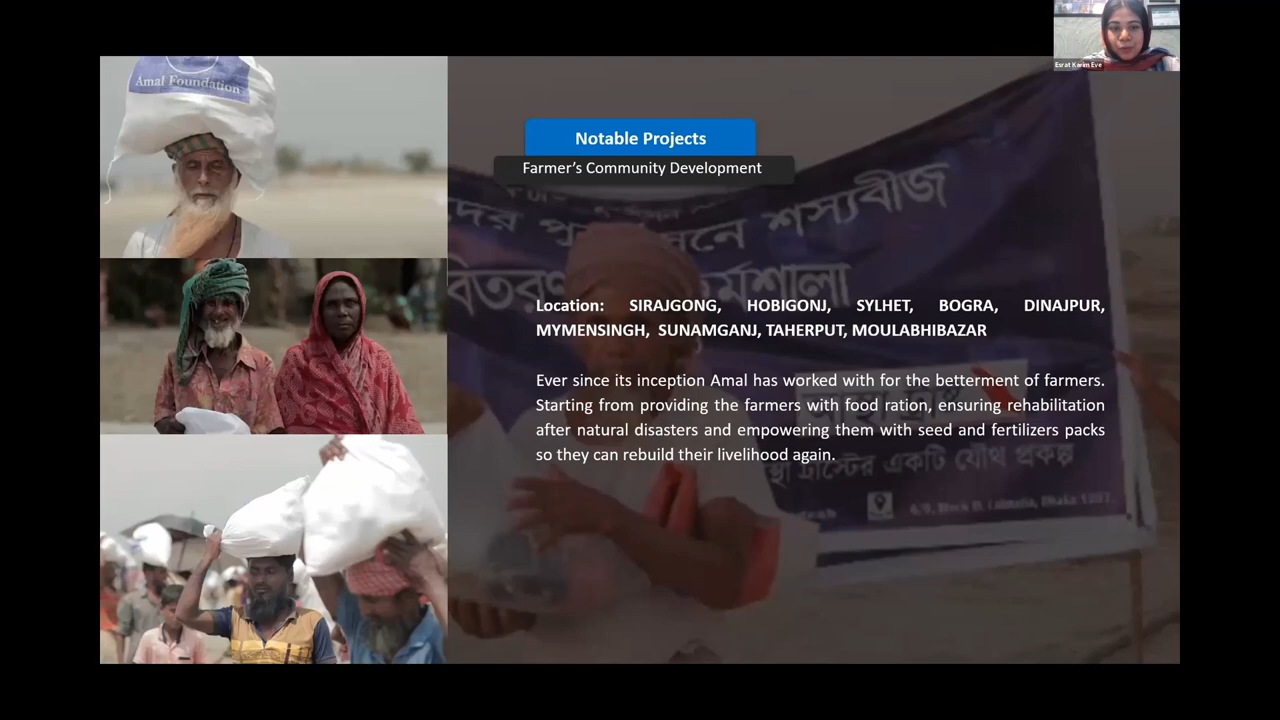 Esrat Karim Eve
Amal Foundation
Notable Projects
Farmer's Community Development
শস্যবীজ
Location: SIRAJGONG, HOBIGONJ, SYLHET, BOGRA, DINAJPUR,
MYMENSINGH, SUNAMGANJ, TAHERPUT, MOULABHIBAZAR
Ever since its inception Amal has worked with for the betterment of farmers.
Starting from providing the farmers with food ration, ensuring rehabilitation
after natural disasters and empowering them with seed and fertilizers packs
so they can rebuild their livelihood again.
ট্রাস্টের একটি যৌথ প্রকল্প